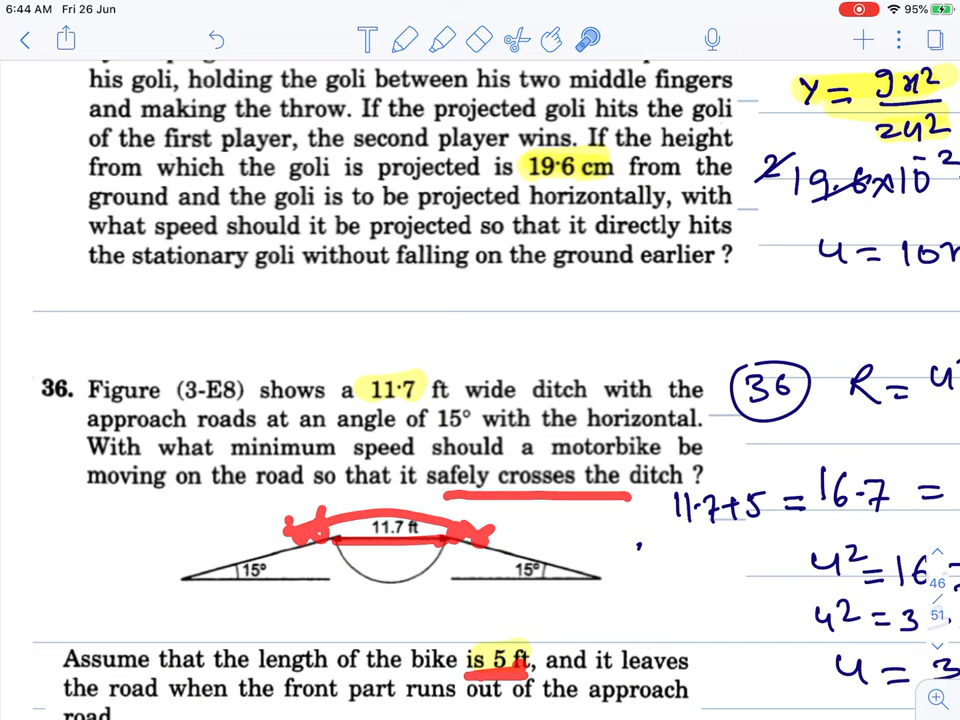 6:44 AM Fri 26 Jun
95%
his goli, holding the goli between his two middle fingers
and making the throw. If the projected goli hits the goli
of the first player, the second player wins. If the height
from which the goli is projected is 19·6 cm from the
ground and the goli is to be projected horizontally, with
what speed should it be projected so that it directly hits
the stationary goli without falling on the ground earlier ?
y = gx²
2u²
19.6x10⁻²
u = 10
36. Figure (3-E8) shows a 11·7 ft wide ditch with the
approach roads at an angle of 15° with the horizontal.
With what minimum speed should a motorbike be
moving on the road so that it safely crosses the ditch ?
36 R = u
11.7+5 = 16.7 =
11.7 ft
15°
15°
u² = 16
46
51
u² = 3
Assume that the length of the bike is 5 ft, and it leaves
the road when the front part runs out of the approach
u = 3
road